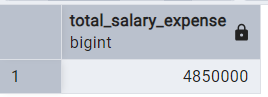 total_salary_expense
bigint
1 4850000